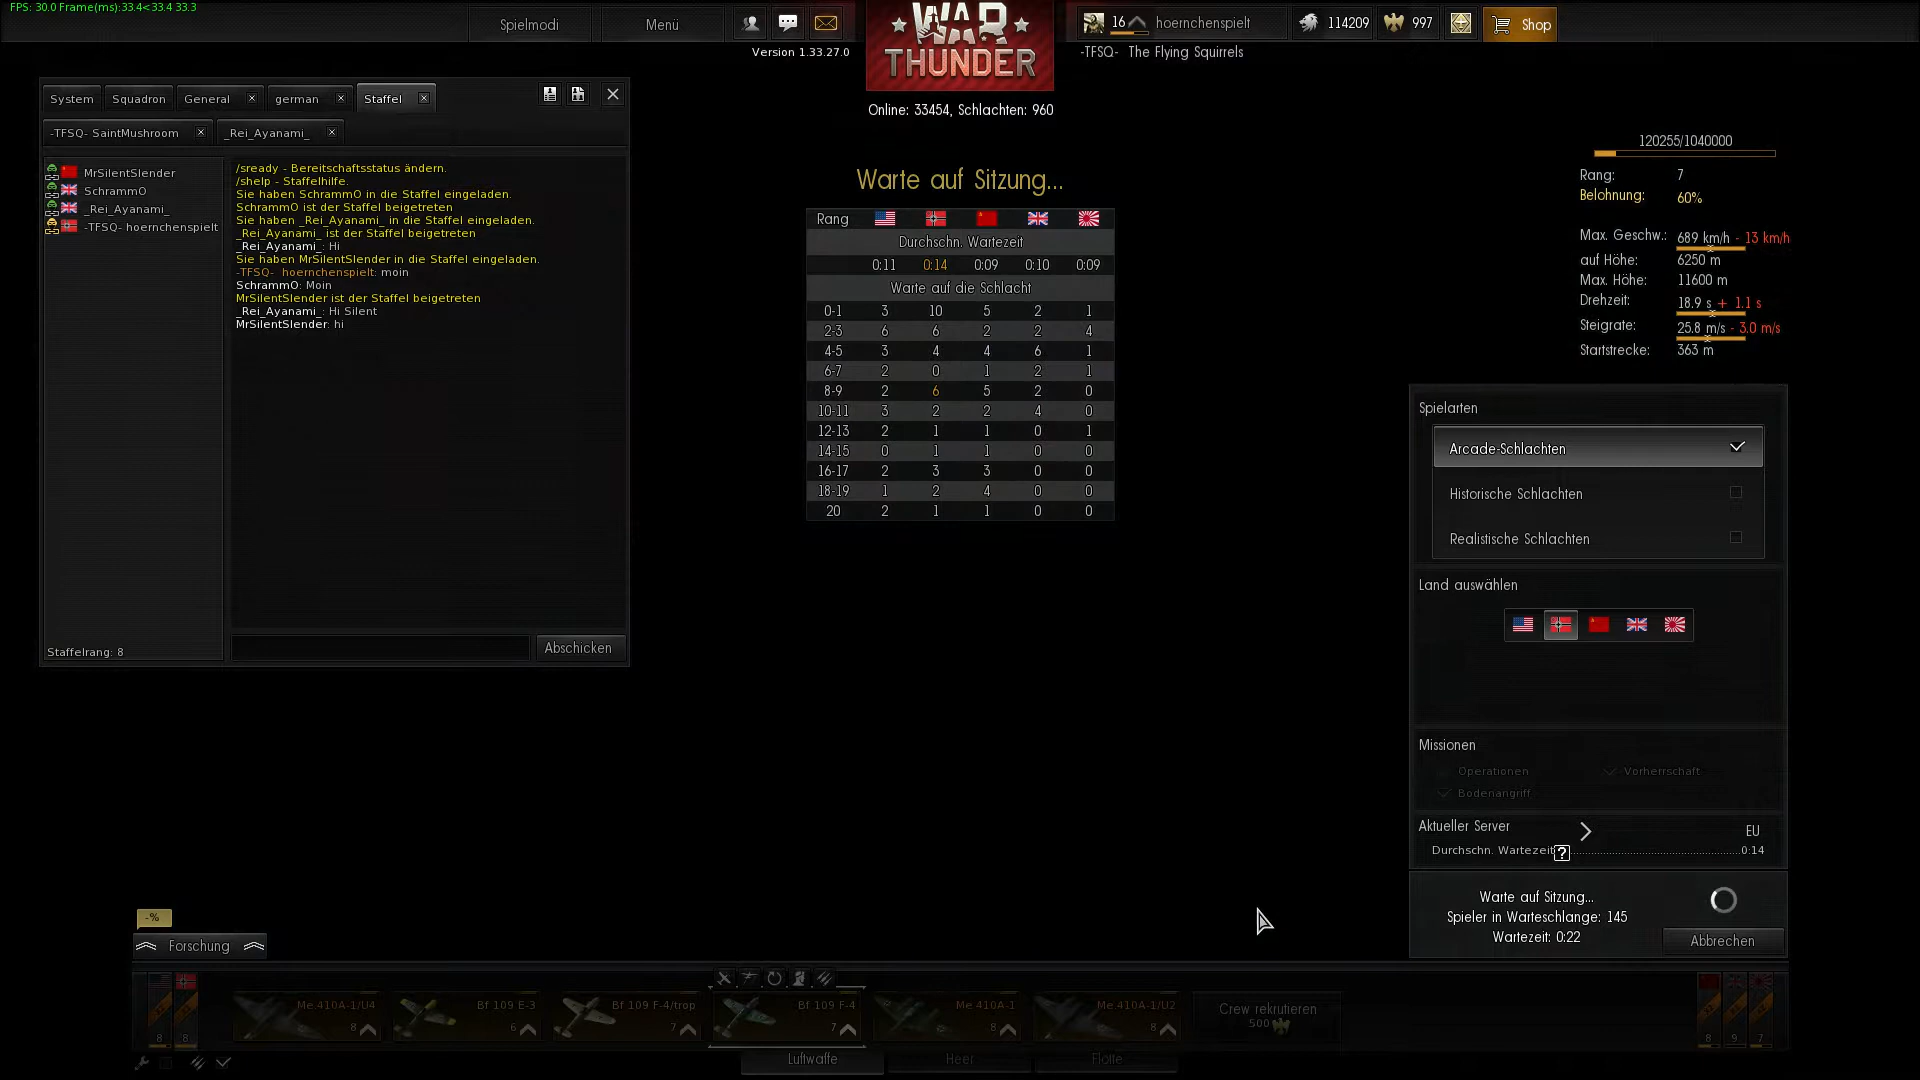 FPS: 30.0 Frame(ms):33.4<33.4 33.3
Spielmodi
Menü
Version 1.33.27.0
WAR
THUNDER
Online: 33454, Schlachten: 960
16 hoernchenspielt
114209
997
Shop
-TFSQ- The Flying Squirrels
System
Squadron
General
german
Staffel
-TFSQ- SaintMushroom
_Rei_Ayanami_
MrSilentSlender
SchrammO
_Rei_Ayanami_
-TFSQ- hoernchenspielt
Staffelrang: 8
/sready - Bereitschaftsstatus ändern.
/shelp - Staffelhilfe.
Sie haben SchrammO in die Staffel eingeladen.
SchrammO ist der Staffel beigetreten
Sie haben _Rei_Ayanami_ in die Staffel eingeladen.
_Rei_Ayanami_ ist der Staffel beigetreten
_Rei_Ayanami_: Hi
Sie haben MrSilentSlender in die Staffel eingeladen.
-TFSQ- hoernchenspielt: moin
SchrammO: Moin
MrSilentSlender ist der Staffel beigetreten
_Rei_Ayanami_: Hi Silent
MrSilentSlender: hi
Abschicken
Warte auf Sitzung...
Rang
Durchschn. Wartezeit
0:11 0:14 0:09 0:10 0:09
Warte auf die Schlacht
0-1 3 10 5 2 1
2-3 6 6 2 2 4
4-5 3 4 4 6 1
6-7 2 0 1 2 1
8-9 2 6 5 2 0
10-11 3 2 2 4 0
12-13 2 1 1 0 1
14-15 0 1 1 0 0
16-17 2 3 3 0 0
18-19 1 2 4 0 0
20 2 1 1 0 0
120255/1040000
Rang: 7
Belohnung: 60%
Max. Geschw.: 689 km/h - 13 km/h
auf Höhe: 6250 m
Max. Höhe: 11600 m
Drehzeit: 18.9 s + 1.1 s
Steigrate: 25.8 m/s - 3.0 m/s
Startstrecke: 363 m
Spielarten
Arcade-Schlachten
Historische Schlachten
Realistische Schlachten
Land auswählen
Missionen
Operationen
Vorherrschaft
Bodenangriff
Aktueller Server
EU
Durchschn. Wartezeit ? 0:14
Warte auf Sitzung...
Spieler in Warteschlange: 145
Wartezeit: 0:22
Abbrechen
-%
Forschung
8 8
Me 410A-1/U4
8
Bf 109 E-3
6
Bf 109 F-4/trop
7
Bf 109 F-4
7
Me 410A-1
8
Me 410A-1/U2
8
Crew rekrutieren
500
8 9 7
Luftwaffe
Heer
Flotte